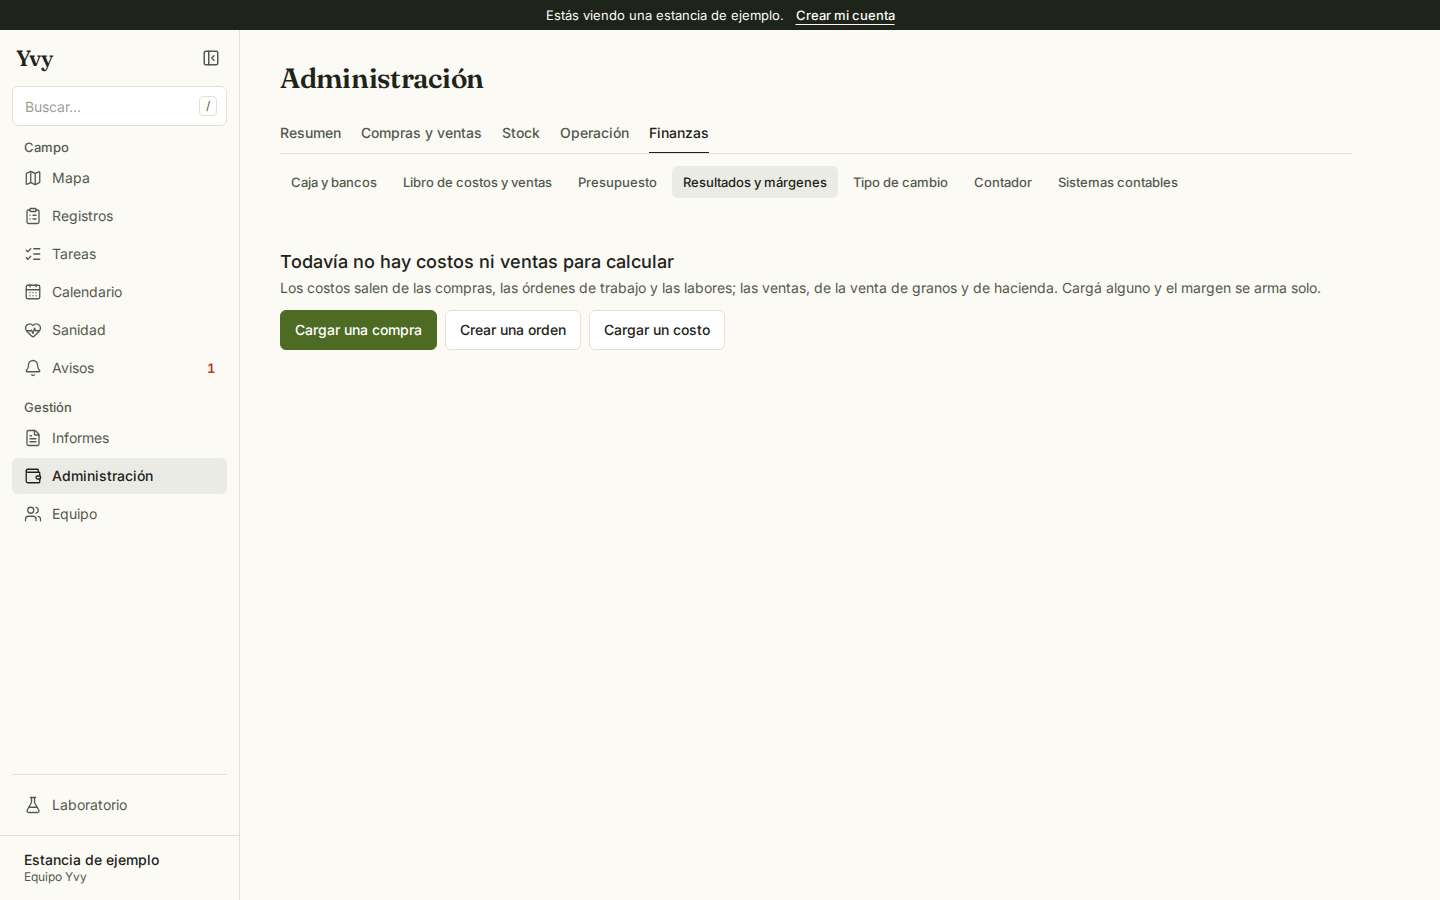 Estás viendo una estancia de ejemplo. Crear mi cuenta
Yvy
Buscar... /
Campo
Mapa
Registros
Tareas
Calendario
Sanidad
Avisos 1
Gestión
Informes
Administración
Equipo
Laboratorio
Estancia de ejemplo
Equipo Yvy
Administración
Resumen Compras y ventas Stock Operación Finanzas
Caja y bancos Libro de costos y ventas Presupuesto Resultados y márgenes Tipo de cambio Contador Sistemas contables
Todavía no hay costos ni ventas para calcular
Los costos salen de las compras, las órdenes de trabajo y las labores; las ventas, de la venta de granos y de hacienda. Cargá alguno y el margen se arma solo.
Cargar una compra Crear una orden Cargar un costo